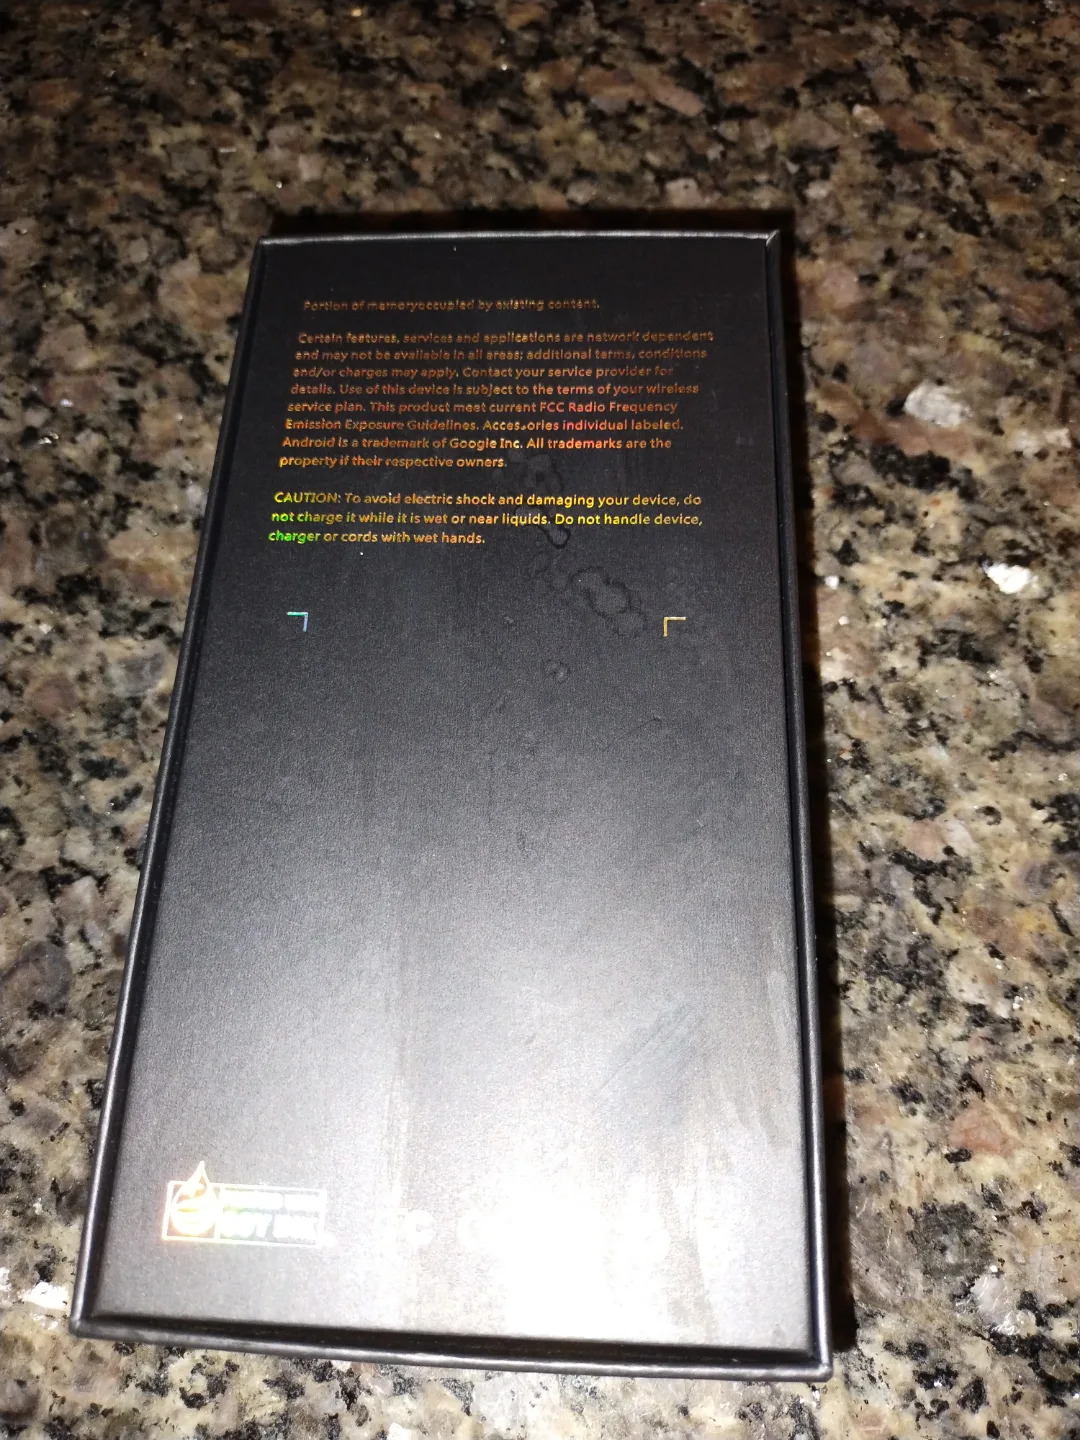 Portion of memoryoccupied by existing content.
Certain features, services and applications are network dependent
and may not be available in all areas; additional terms, conditions
and/or charges may apply. Contact your service provider for
details. Use of this device is subject to the terms of your wireless
service plan. This product meet current FCC Radio Frequency
Emission Exposure Guidelines. Accessories individual labeled.
Android is a trademark of Google Inc. All trademarks are the
property if their respective owners.
CAUTION: To avoid electric shock and damaging your device, do
not charge it while it is wet or near liquids. Do not handle device,
charger or cords with wet hands.